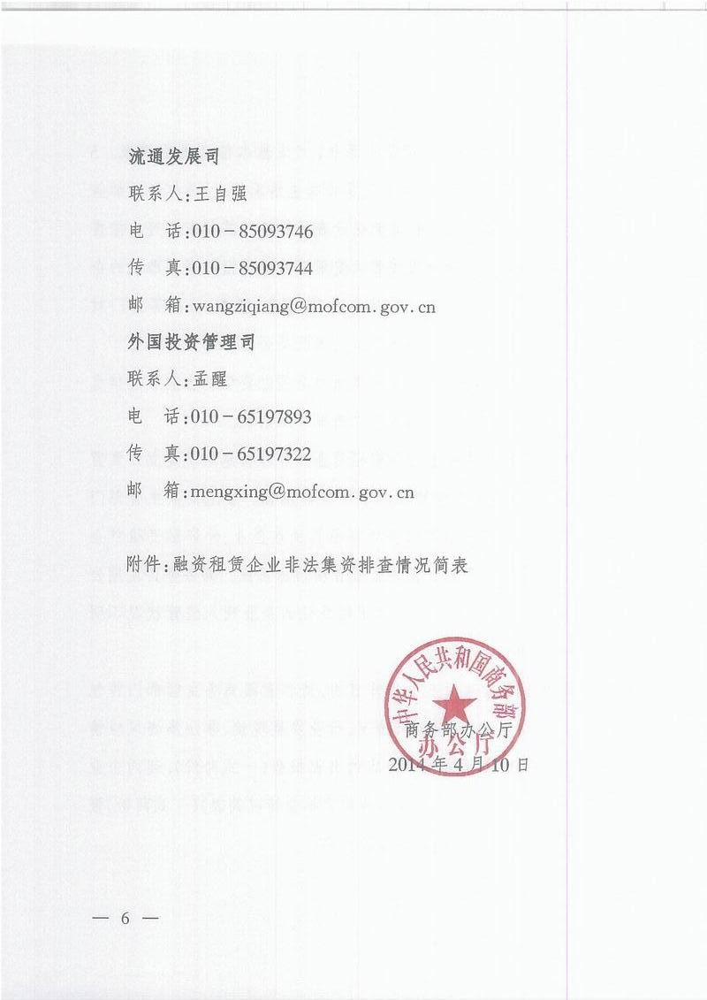 流通发展司
联系人:王自强
电 话:010-85093746
传 真:010-85093744
邮 箱:wangziqiang@mofcom.gov.cn
外国投资管理司
联系人:孟醒
电 话:010-65197893
传 真:010-65197322
邮 箱:mengxing@mofcom.gov.cn
附件:融资租赁企业非法集资排查情况简表
中华人民共和国商务部
商务部办公厅
办公厅
2014年4月10日
— 6 —